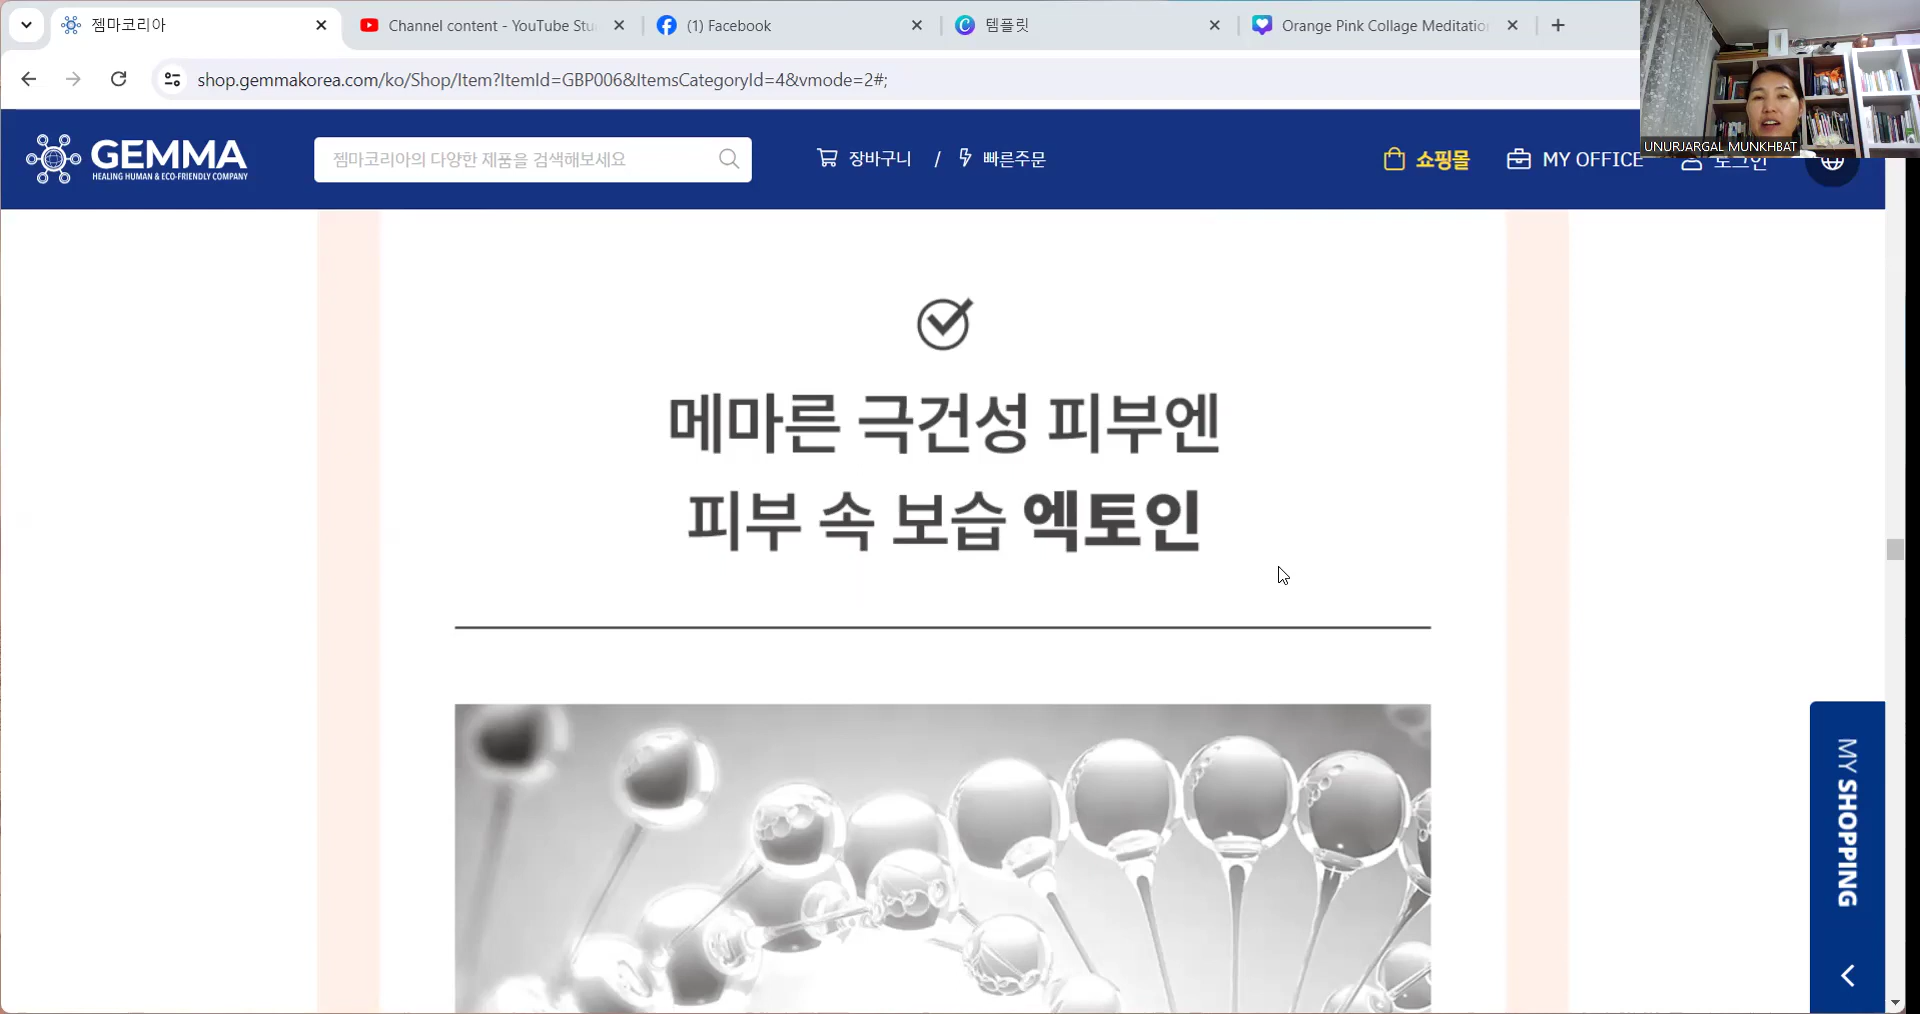 젬마코리아
Channel content - YouTube Stu
(1) Facebook
템플릿
Orange Pink Collage Meditation
shop.gemmakorea.com/ko/Shop/Item?ItemId=GBP006&ItemsCategoryId=4&vmode=2#;
UNURJARGAL MUNKHBAT
GEMMA
HEALING HUMAN & ECO-FRIENDLY COMPANY
젬마코리아의 다양한 제품을 검색해보세요
장바구니 / 빠른주문
쇼핑몰
MY OFFICE
로그인
메마른 극건성 피부엔
피부 속 보습 엑토인
MY SHOPPING